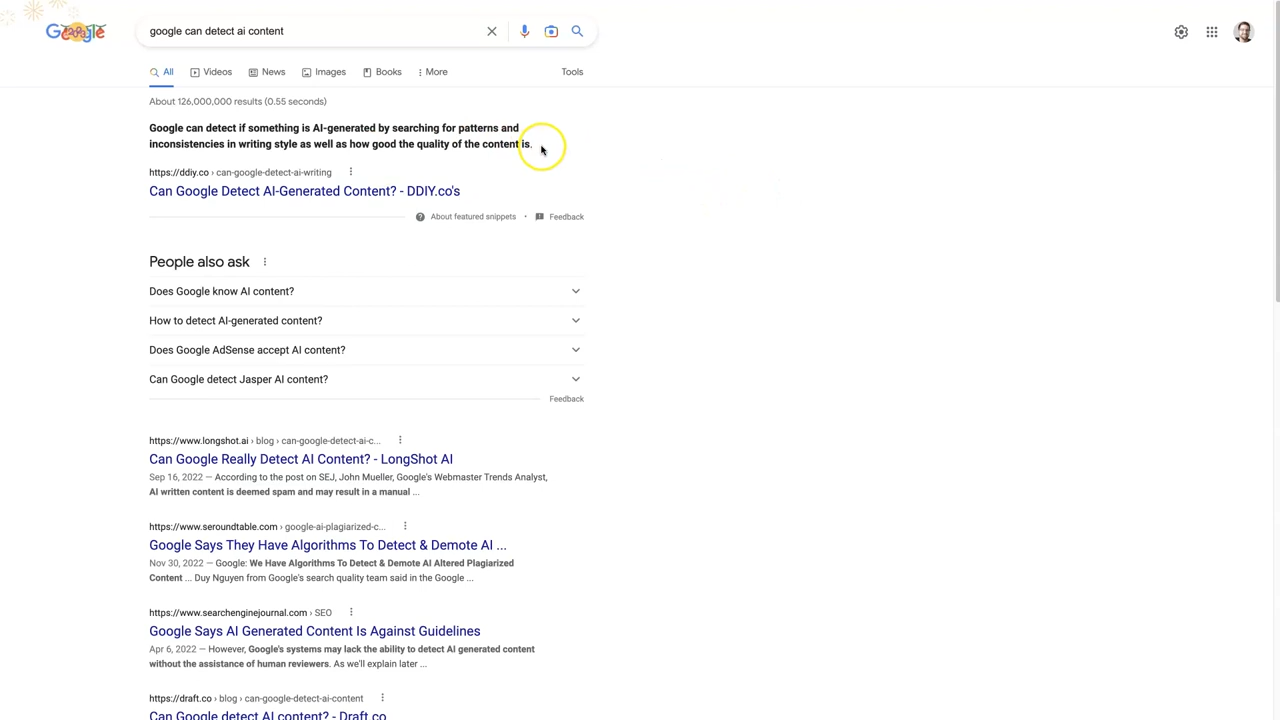 Google
google can detect ai content
All
Videos
News
Images
Books
More
Tools
About 126,000,000 results (0.55 seconds)
Google can detect if something is AI-generated by searching for patterns and
inconsistencies in writing style as well as how good the quality of the content is.
https://ddiy.co › can-google-detect-ai-writing
Can Google Detect AI-Generated Content? - DDIY.co's
About featured snippets • Feedback
People also ask
Does Google know AI content?
How to detect AI-generated content?
Does Google AdSense accept AI content?
Can Google detect Jasper AI content?
Feedback
https://www.longshot.ai › blog › can-google-detect-ai-c...
Can Google Really Detect AI Content? - LongShot AI
Sep 16, 2022 — According to the post on SEJ, John Mueller, Google's Webmaster Trends Analyst,
AI written content is deemed spam and may result in a manual ...
https://www.seroundtable.com › google-ai-plagiarized-c...
Google Says They Have Algorithms To Detect & Demote AI ...
Nov 30, 2022 — Google: We Have Algorithms To Detect & Demote AI Altered Plagiarized
Content ... Duy Nguyen from Google's search quality team said in the Google ...
https://www.searchenginejournal.com › SEO
Google Says AI Generated Content Is Against Guidelines
Apr 6, 2022 — However, Google's systems may lack the ability to detect AI generated content
without the assistance of human reviewers. As we'll explain later ...
https://draft.co › blog › can-google-detect-ai-content
Can Google detect AI content? - Draft.co